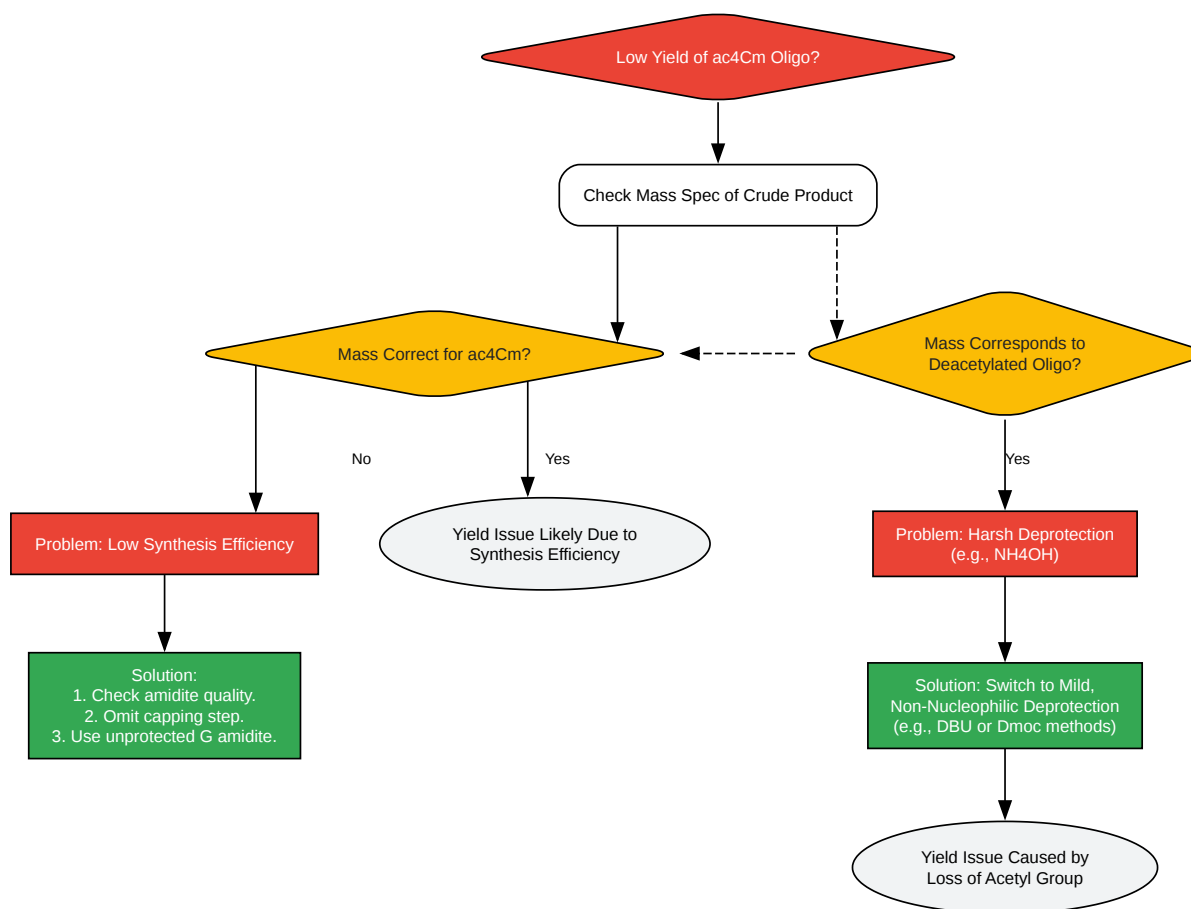 Low Yield of ac4Cm Oligo?
Check Mass Spec of Crude Product
Mass Correct for ac4Cm?
Mass Corresponds to
Deacetylated Oligo?
No
Yes
Yes
Problem: Low Synthesis Efficiency
Yield Issue Likely Due to
Synthesis Efficiency
Problem: Harsh Deprotection
(e.g., NH4OH)
Solution:
1. Check amidite quality.
2. Omit capping step.
3. Use unprotected G amidite.
Solution: Switch to Mild,
Non-Nucleophilic Deprotection
(e.g., DBU or Dmoc methods)
Yield Issue Caused by
Loss of Acetyl Group